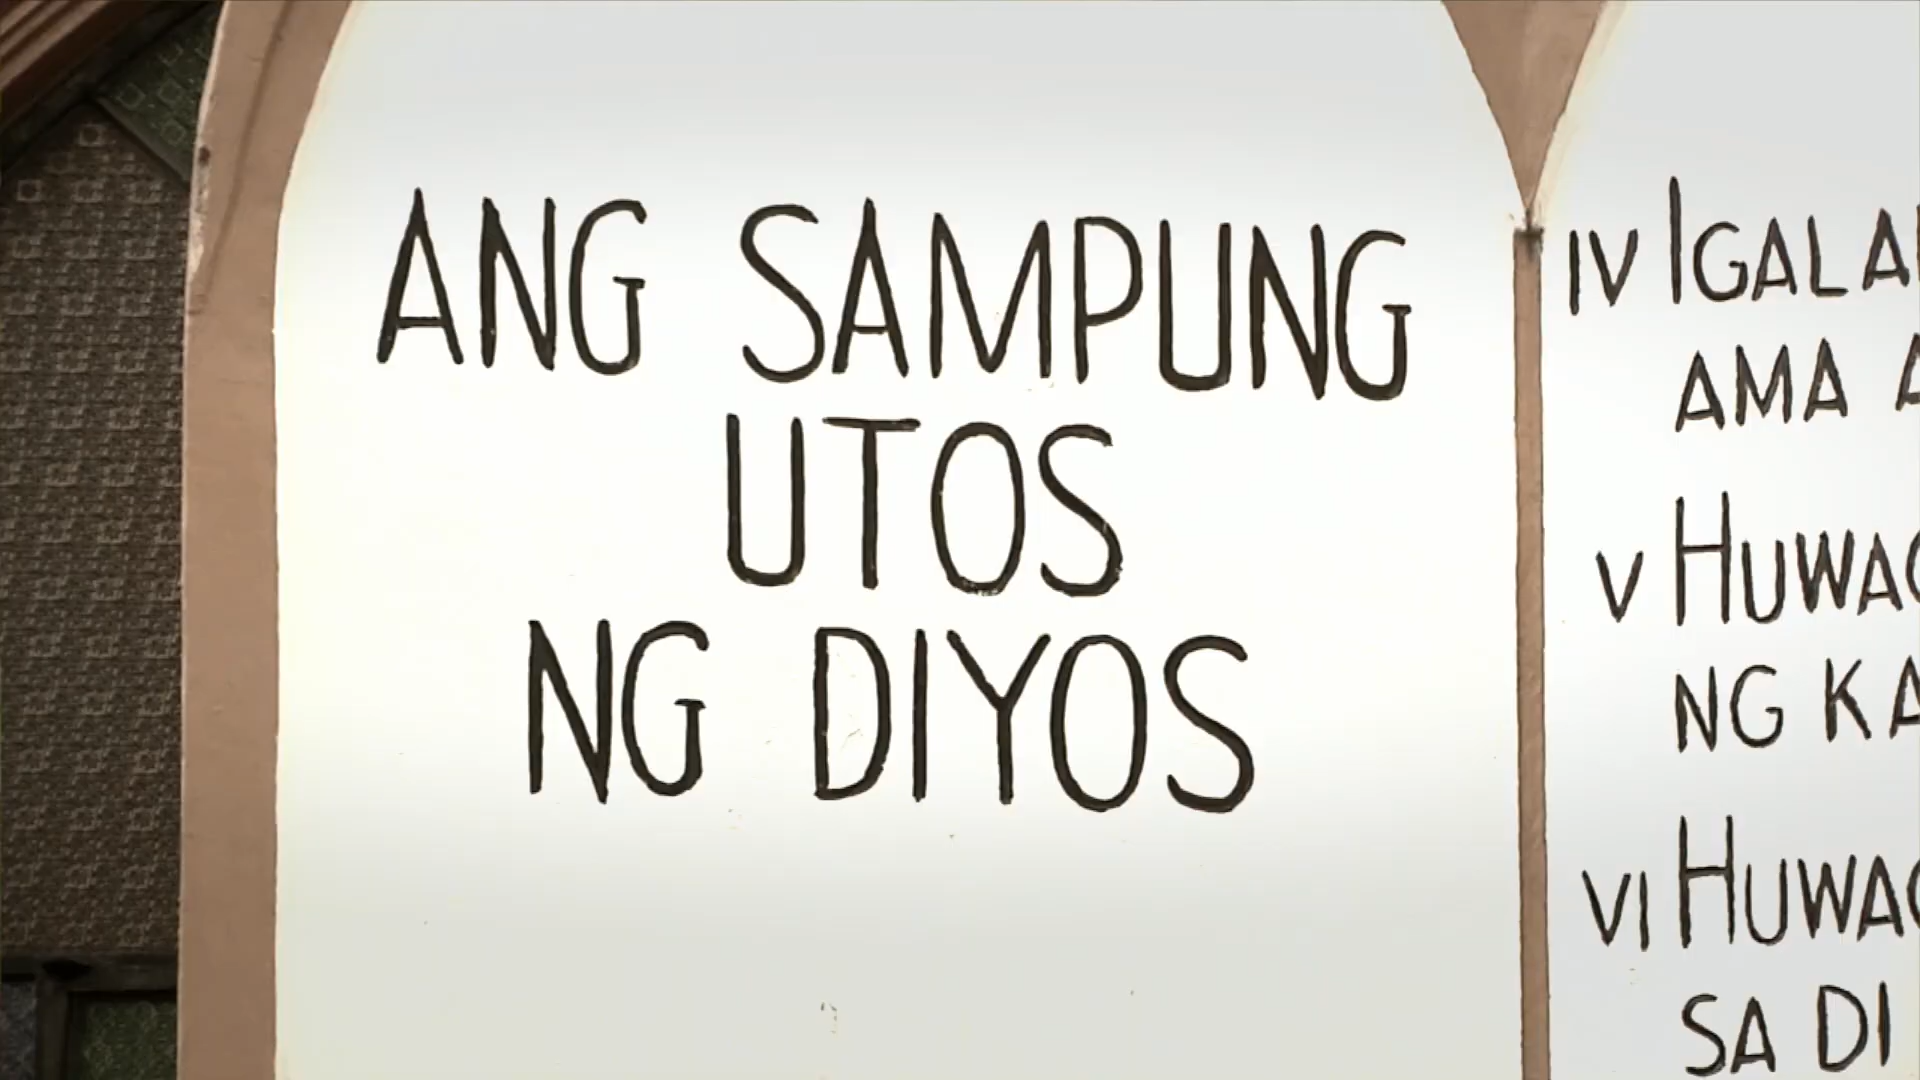 ANG SAMPUNG
UTOS
NG DIYOS
IV
AMA
V
NG
VI
SA DI